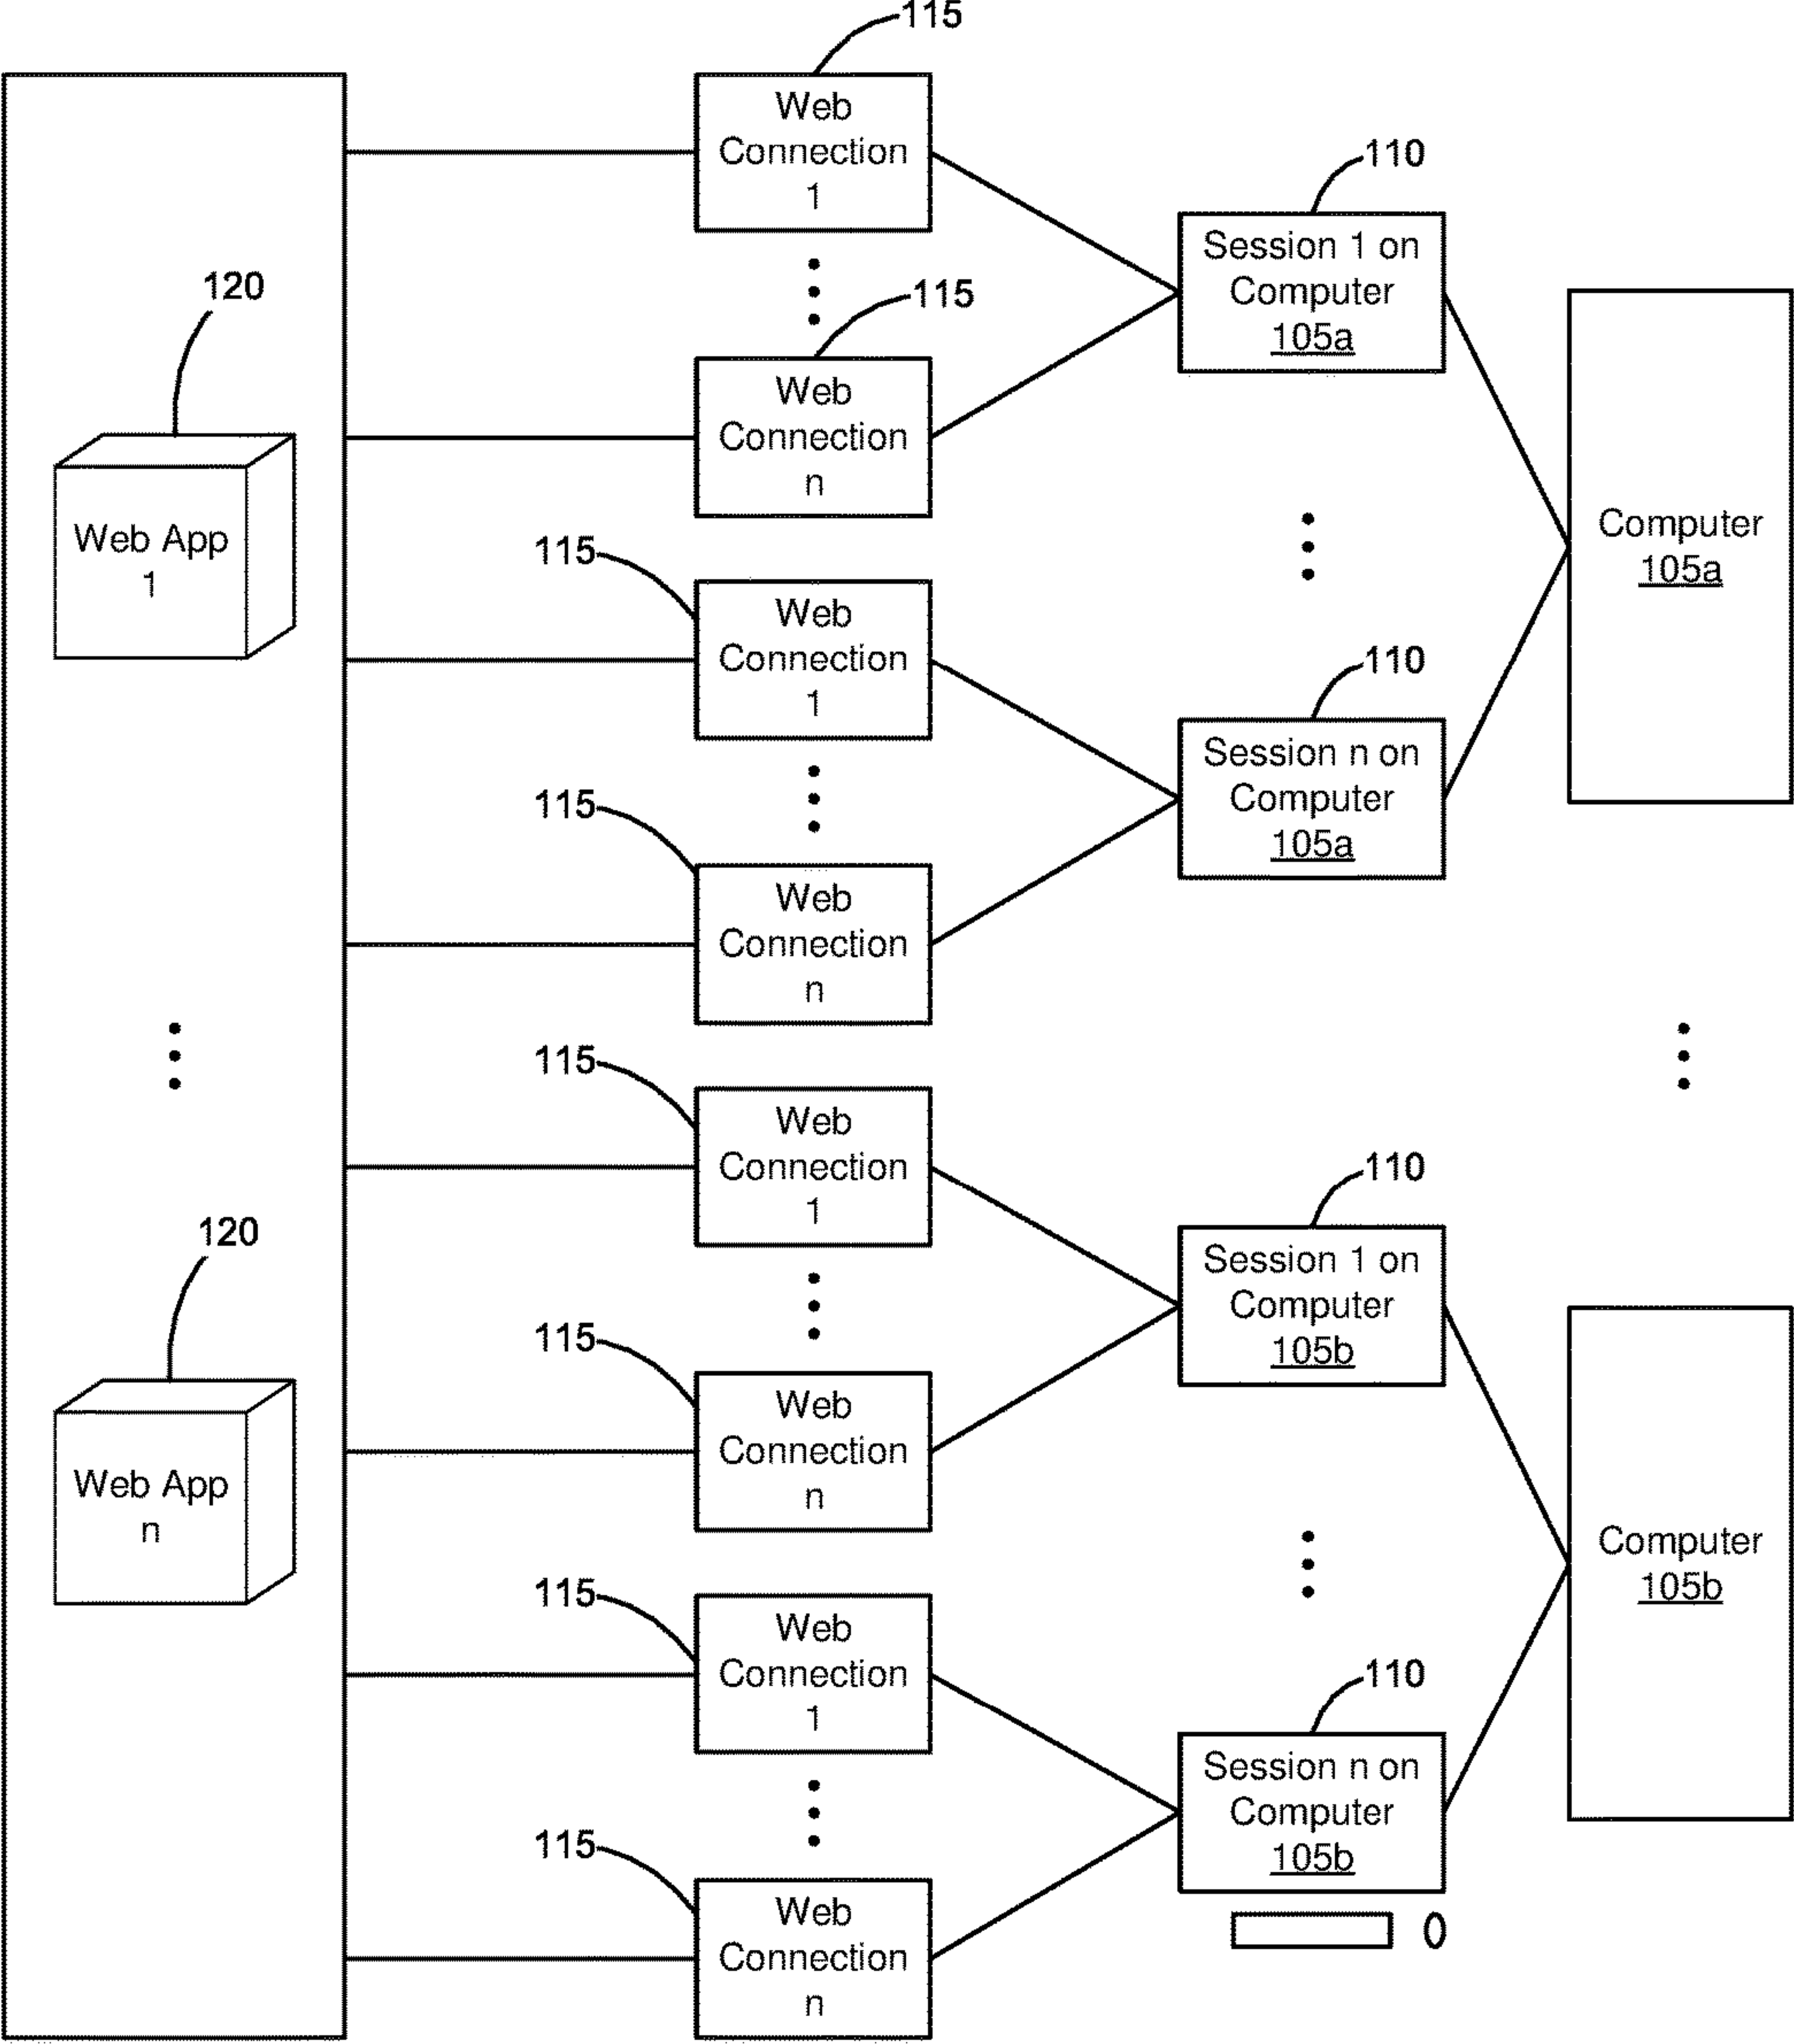 115
Web
Connection
1
110
Session 1 on
Computer
105a
120
115
Web
Connection
n
Web App
1
Computer
105a
115
Web
Connection
1
110
Session n on
Computer
105a
115
Web
Connection
n
115
Web
Connection
1
110
Session 1 on
Computer
105b
120
115
Web
Connection
n
Web App
n
Computer
105b
115
Web
Connection
1
110
Session n on
Computer
105b
115
Web
Connection
n